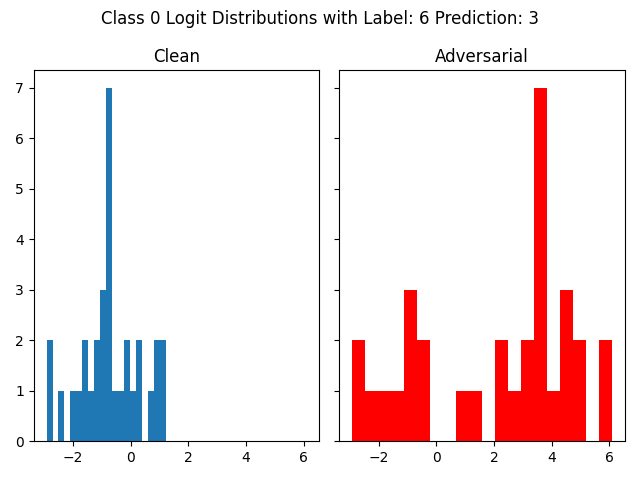 Class 0 Logit Distributions with Label: 6 Prediction: 3
Clean
Adversarial
7
6
5
4
3
2
1
0
−2 0 2 4 6
−2 0 2 4 6